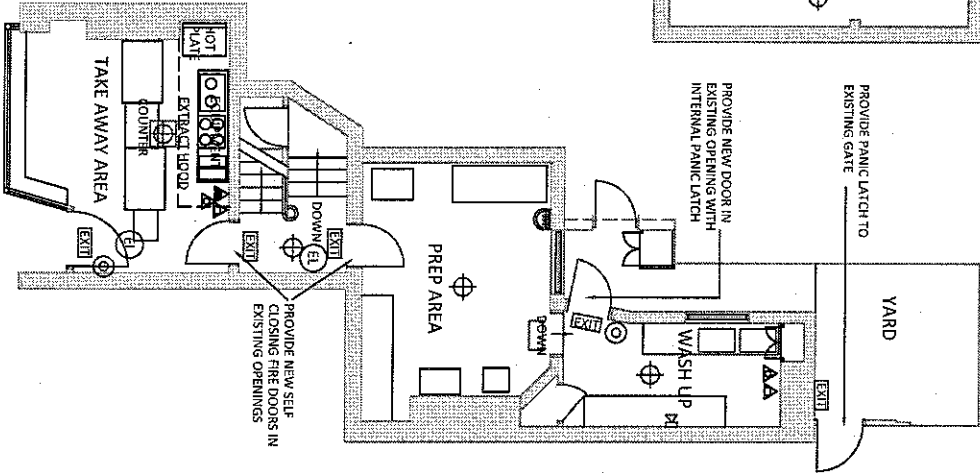 PROVIDE PANIC LATCH TO
EXISTING GATE
YARD
EXIT
PROVIDE NEW DOOR IN
EXISTING OPENING WITH
INTERNAL PANIC LATCH
WASH UP
EXIT
DOWN
PREP AREA
EXIT
EL
DOWN
EXIT
PROVIDE NEW SELF
CLOSING FIRE DOORS IN
EXISTING OPENINGS
HOT
PLATE
EXTRACT HOOD
COUNTER
TAKE AWAY AREA
EL
EXIT